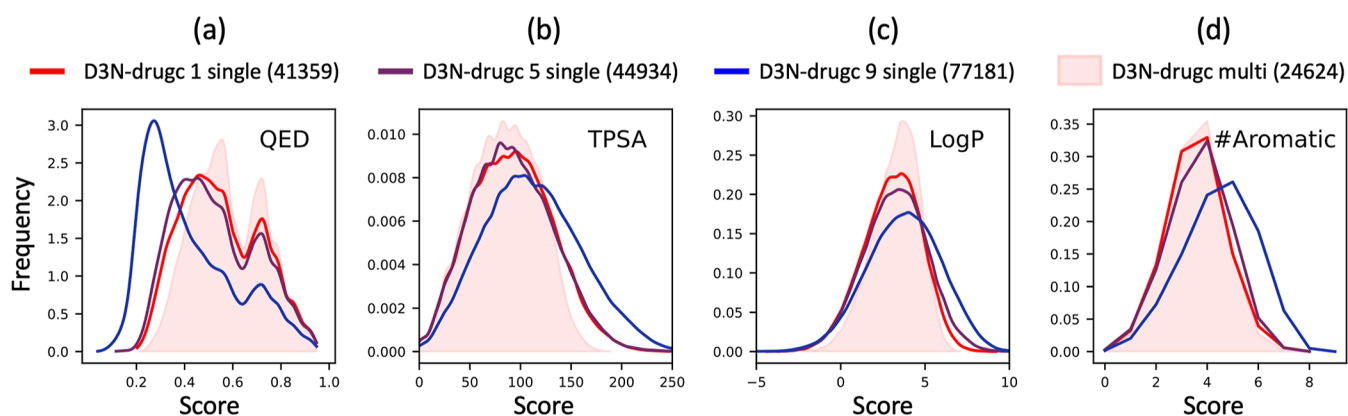 (a) (b) (c) (d)
D3N-drugc 1 single (41359) D3N-drugc 5 single (44934) D3N-drugc 9 single (77181) D3N-drugc multi (24624)
Frequency
QED
3.0
2.5
2.0
1.5
1.0
0.5
0.0
0.2 0.4 0.6 0.8 1.0
Score
TPSA
0.010
0.008
0.006
0.004
0.002
0.000
0 50 100 150 200 250
Score
LogP
0.30
0.25
0.20
0.15
0.10
0.05
0.00
−5 0 5 10
Score
#Aromatic
0.35
0.30
0.25
0.20
0.15
0.10
0.05
0.00
0 2 4 6 8
Score